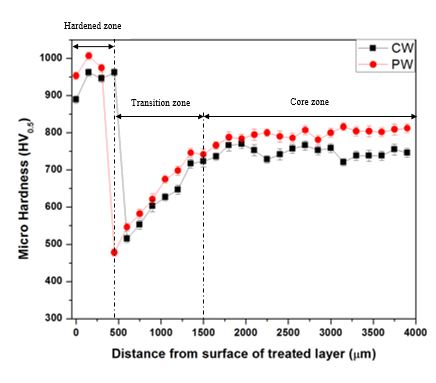 Hardened zone
CW
PW
Transition zone
Core zone
1000
900
800
700
600
500
400
300
Micro Hardness (HV0.5)
0 500 1000 1500 2000 2500 3000 3500 4000
Distance from surface of treated layer (μm)